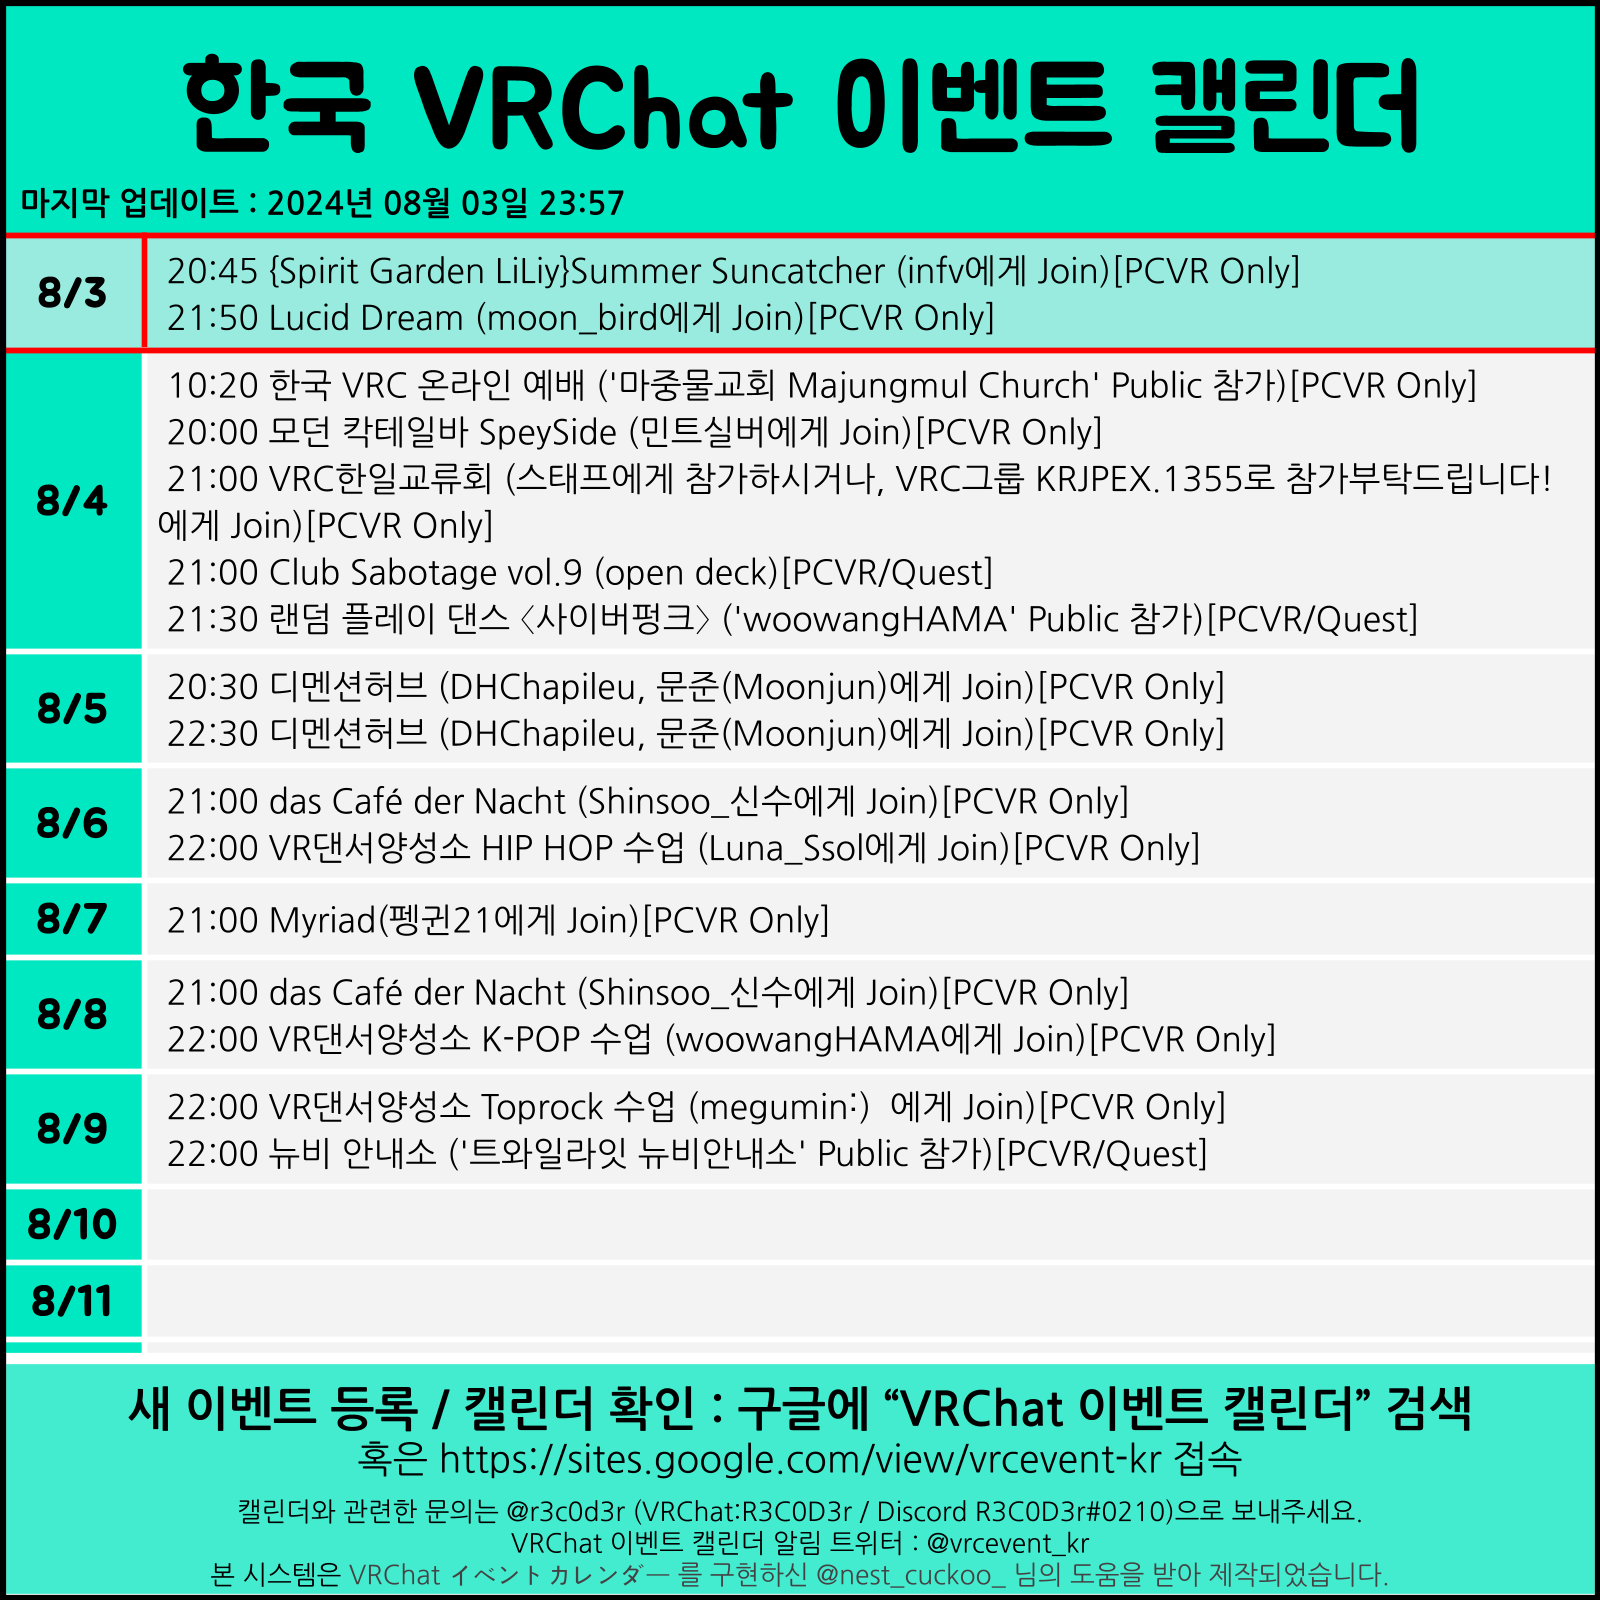 한국 VRChat 이벤트 캘린더
마지막 업데이트 : 2024년 08월 03일 23:57
8/3
20:45 {Spirit Garden LiLiy}Summer Suncatcher (infv에게 Join)[PCVR Only]
21:50 Lucid Dream (moon_bird에게 Join)[PCVR Only]
8/4
10:20 한국 VRC 온라인 예배 ('마중물교회 Majungmul Church' Public 참가)[PCVR Only]
20:00 모던 칵테일바 SpeySide (민트실버에게 Join)[PCVR Only]
21:00 VRC한일교류회 (스태프에게 참가하시거나, VRC그룹 KRJPEX.1355로 참가부탁드립니다!
에게 Join)[PCVR Only]
21:00 Club Sabotage vol.9 (open deck)[PCVR/Quest]
21:30 랜덤 플레이 댄스 〈사이버펑크〉 ('woowangHAMA' Public 참가)[PCVR/Quest]
8/5
20:30 디멘션허브 (DHChapileu, 문준(Moonjun)에게 Join)[PCVR Only]
22:30 디멘션허브 (DHChapileu, 문준(Moonjun)에게 Join)[PCVR Only]
8/6
21:00 das Café der Nacht (Shinsoo_신수에게 Join)[PCVR Only]
22:00 VR댄서양성소 HIP HOP 수업 (Luna_Ssol에게 Join)[PCVR Only]
8/7
21:00 Myriad(펭귄21에게 Join)[PCVR Only]
8/8
21:00 das Café der Nacht (Shinsoo_신수에게 Join)[PCVR Only]
22:00 VR댄서양성소 K-POP 수업 (woowangHAMA에게 Join)[PCVR Only]
8/9
22:00 VR댄서양성소 Toprock 수업 (megumin:)  에게 Join)[PCVR Only]
22:00 뉴비 안내소 ('트와일라잇 뉴비안내소' Public 참가)[PCVR/Quest]
8/10
8/11
새 이벤트 등록 / 캘린더 확인 : 구글에 “VRChat 이벤트 캘린더” 검색
혹은 https://sites.google.com/view/vrcevent-kr 접속
캘린더와 관련한 문의는 @r3c0d3r (VRChat:R3C0D3r / Discord R3C0D3r#0210)으로 보내주세요.
VRChat 이벤트 캘린더 알림 트위터 : @vrcevent_kr
본 시스템은 VRChat イベントカレンダー 를 구현하신 @nest_cuckoo_ 님의 도움을 받아 제작되었습니다.